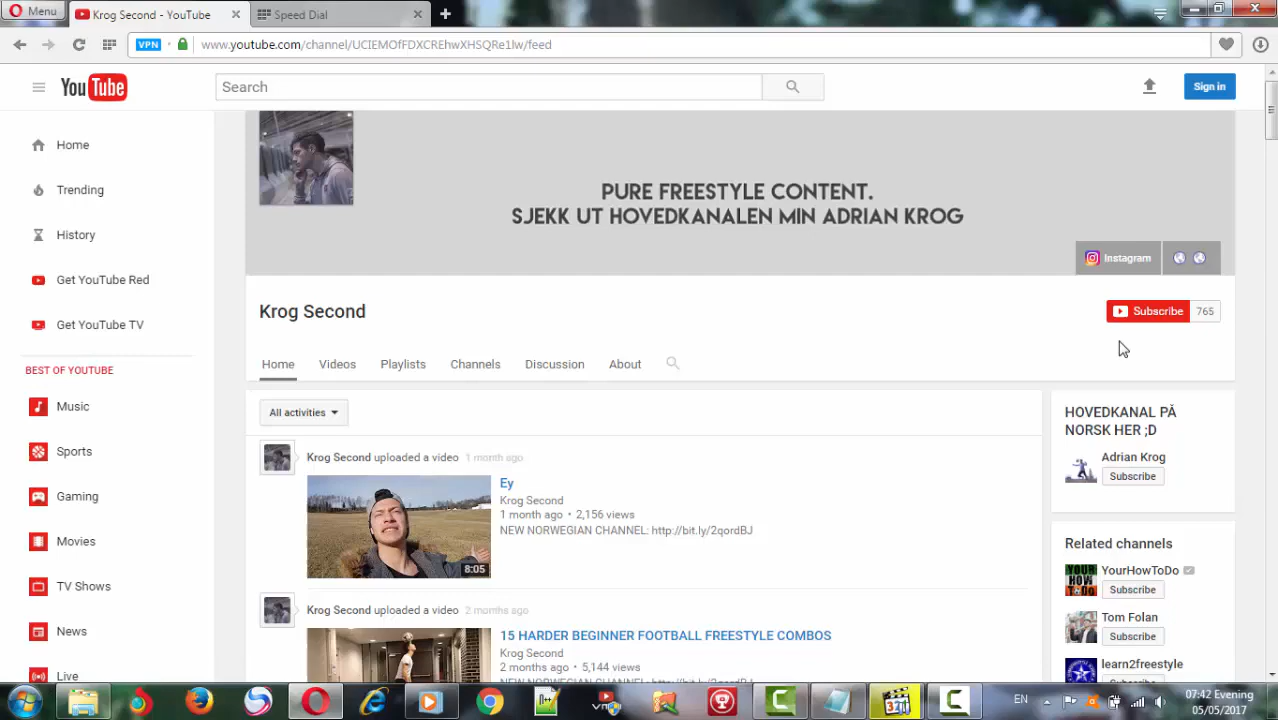 Menu
Krog Second - YouTube
Speed Dial
VPN
www.youtube.com/channel/UCIEMOfFDXCREhwXHSQRe1lw/feed
YouTube
Search
Sign in
Home
Trending
History
Get YouTube Red
Get YouTube TV
BEST OF YOUTUBE
Music
Sports
Gaming
Movies
TV Shows
News
Live
PURE FREESTYLE CONTENT.
SJEKK UT HOVEDKANALEN MIN ADRIAN KROG
Instagram
Krog Second
Subscribe 765
Home Videos Playlists Channels Discussion About
All activities
Krog Second uploaded a video 1 month ago
Ey
Krog Second
1 month ago • 2,156 views
NEW NORWEGIAN CHANNEL: http://bit.ly/2qordBJ
8:05
Krog Second uploaded a video 2 months ago
15 HARDER BEGINNER FOOTBALL FREESTYLE COMBOS
Krog Second
2 months ago • 5,144 views
HOVEDKANAL PÅ
NORSK HER ;D
Adrian Krog
Subscribe
Related channels
YOUR
HOW
TO
YourHowToDo
Subscribe
Tom Folan
Subscribe
learn2freestyle
EN
07:42 Evening
05/05/2017